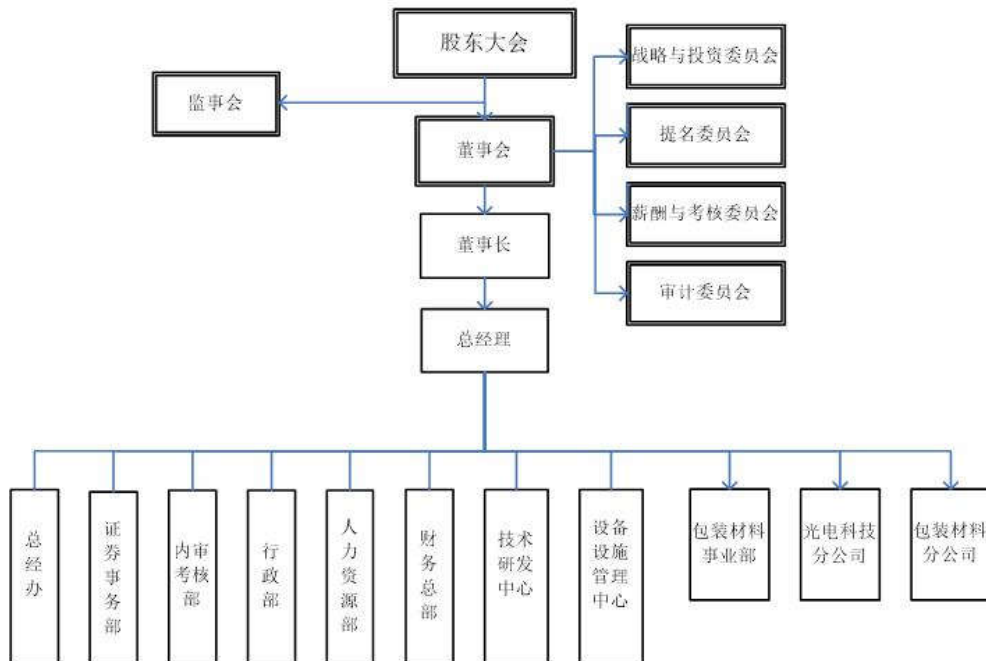 股东大会
战略与投资委员会
监事会
提名委员会
董事会
薪酬与考核委员会
董事长
审计委员会
总经理
总经办
证券事务部
内审
考核
部
行政部
人力资源部
财务总部
技术
研发
中心
设备
设施
管理
中心
包装材料
事业部
光电科技
分公司
包装材料
分公司